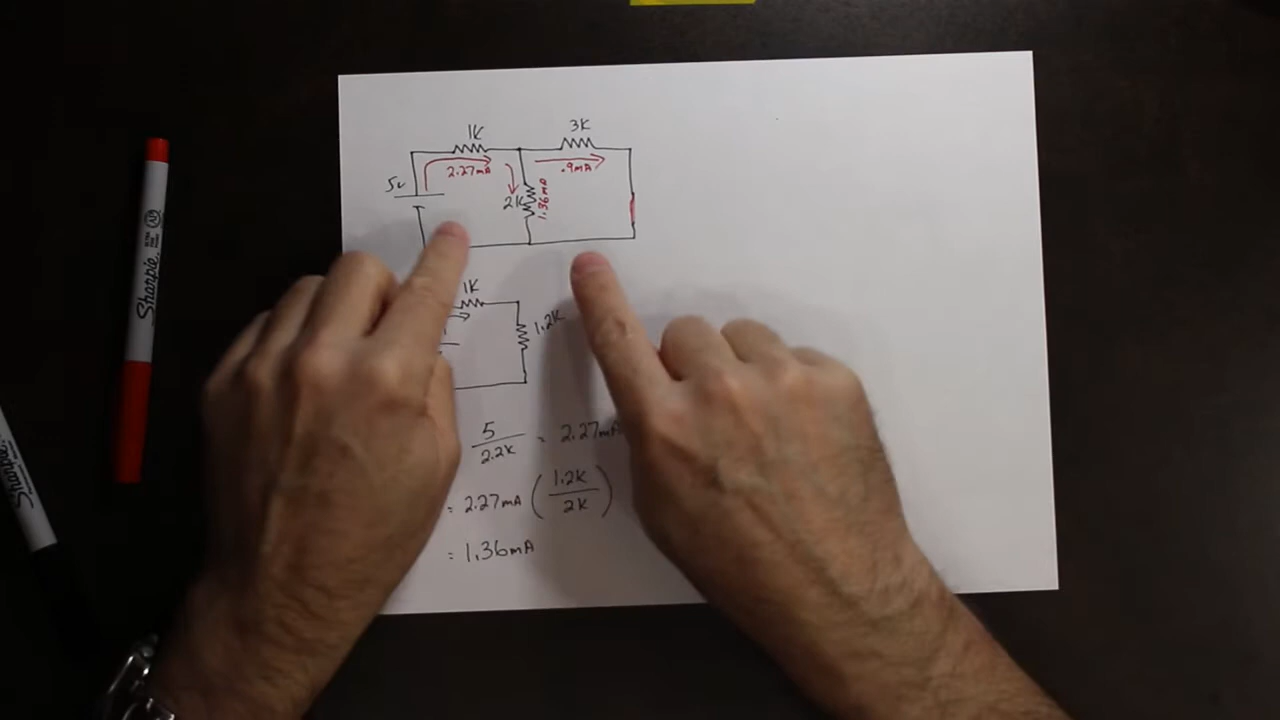 1K
3K
2.27mA
.9mA
5v
2K
1.36mA
1K
1.2K
5
2.2K
= 2.27mA
= 2.27mA (1.2K
2K)
= 1.36mA
Sharpie
Sharpie